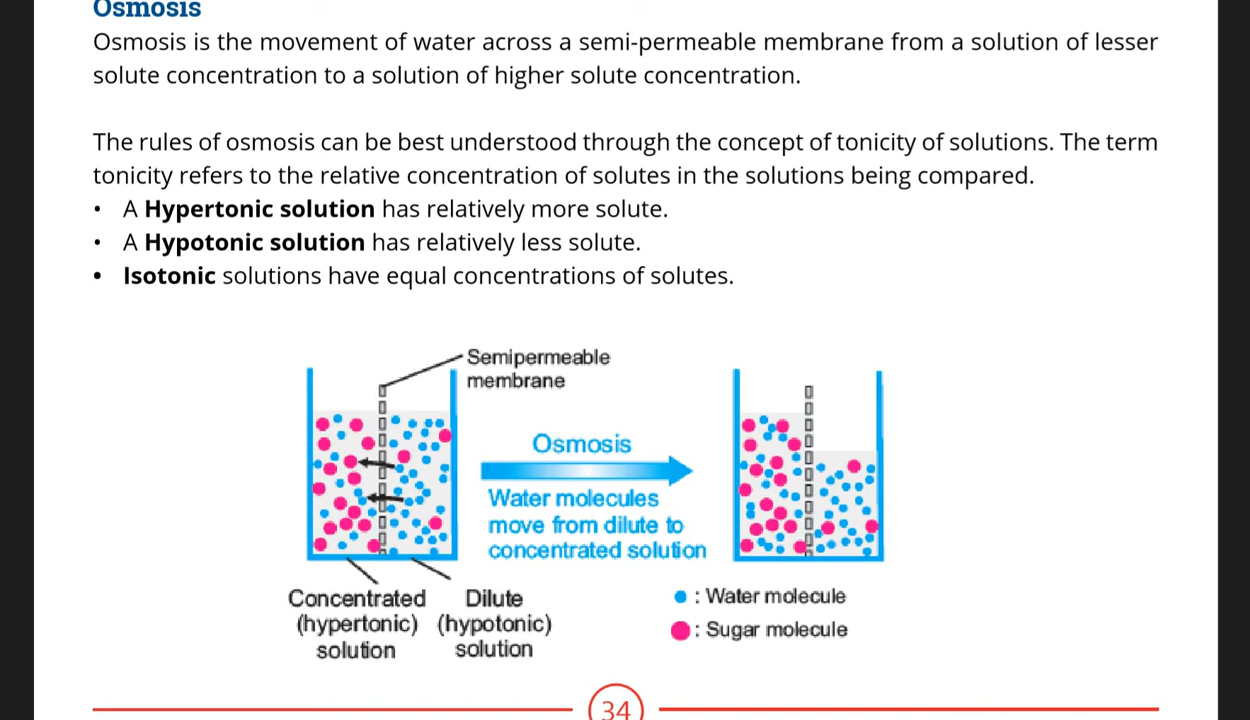 Osmosis
Osmosis is the movement of water across a semi-permeable membrane from a solution of lesser
solute concentration to a solution of higher solute concentration.
The rules of osmosis can be best understood through the concept of tonicity of solutions. The term
tonicity refers to the relative concentration of solutes in the solutions being compared.
• A Hypertonic solution has relatively more solute.
• A Hypotonic solution has relatively less solute.
• Isotonic solutions have equal concentrations of solutes.
Semipermeable
membrane
Osmosis
Water molecules
move from dilute to
concentrated solution
Concentrated
(hypertonic)
solution
Dilute
(hypotonic)
solution
: Water molecule
: Sugar molecule
34